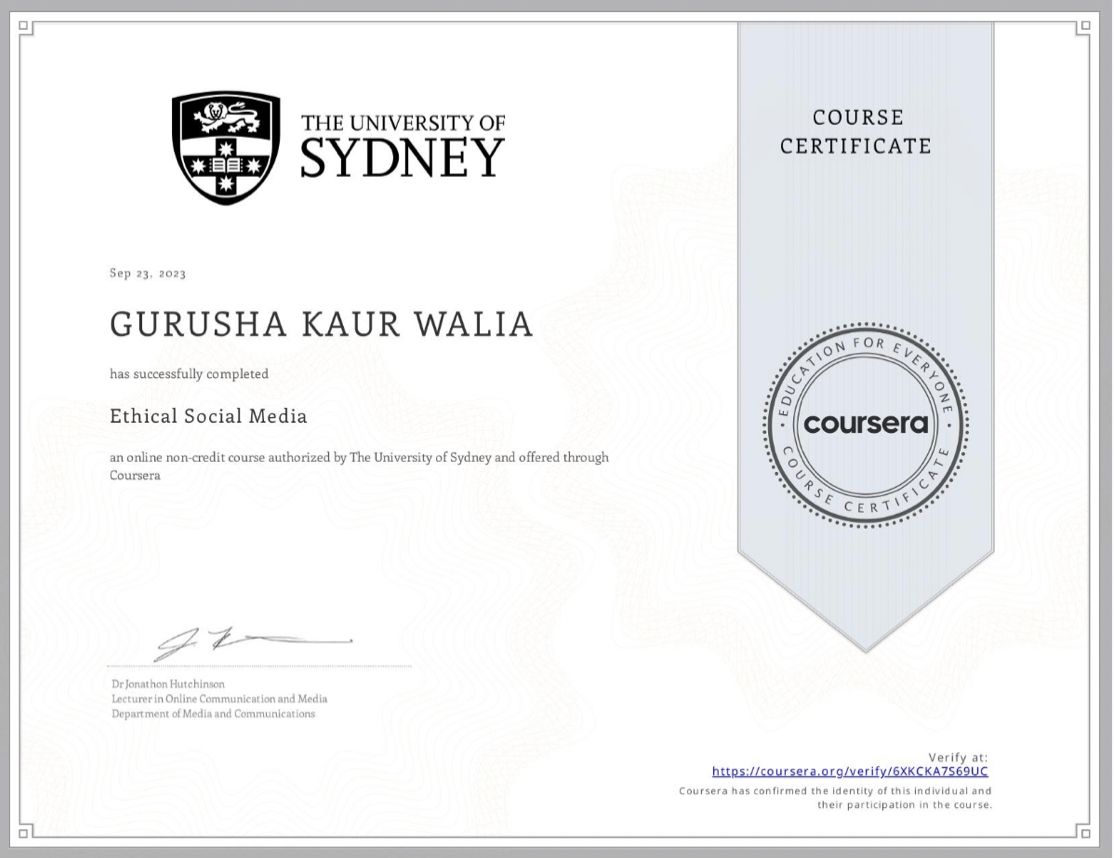 THE UNIVERSITY OF
SYDNEY
COURSE
CERTIFICATE
Sep 23, 2023
GURUSHA KAUR WALIA
has successfully completed
Ethical Social Media
an online non-credit course authorized by The University of Sydney and offered through
Coursera
EDUCATION FOR EVERYONE
coursera
COURSE CERTIFICATE
Dr Jonathon Hutchinson
Lecturer in Online Communication and Media
Department of Media and Communications
Verify at:
https://coursera.org/verify/6XKCKA7S69UC
Coursera has confirmed the identity of this individual and
their participation in the course.